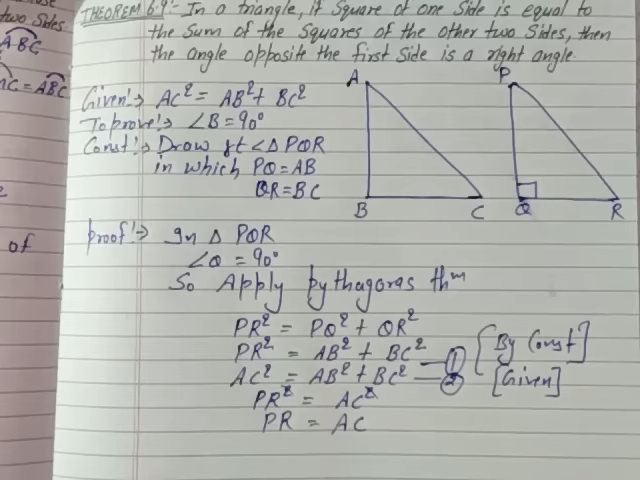 two Sides
ABC
= ABC
of
THEOREM 6.9:- In a triangle, if Square of one Side is equal to
the Sum of the Squares of the other two Sides, then
the angle opposite the first Side is a right angle.
Given:→ AC² = AB² + BC²
To prove:→ ∠B = 90°
Const:→ Draw rt ∠ Δ PQR
in which PQ = AB
QR = BC
A
B
C
P
Q
R
proof:→ In Δ PQR
∠Q = 90°
So Apply pythagoras thm
PR² = PQ² + QR²
PR² = AB² + BC² — ① [By Const]
AC² = AB² + BC² — ② [Given]
PR² = AC²
PR = AC